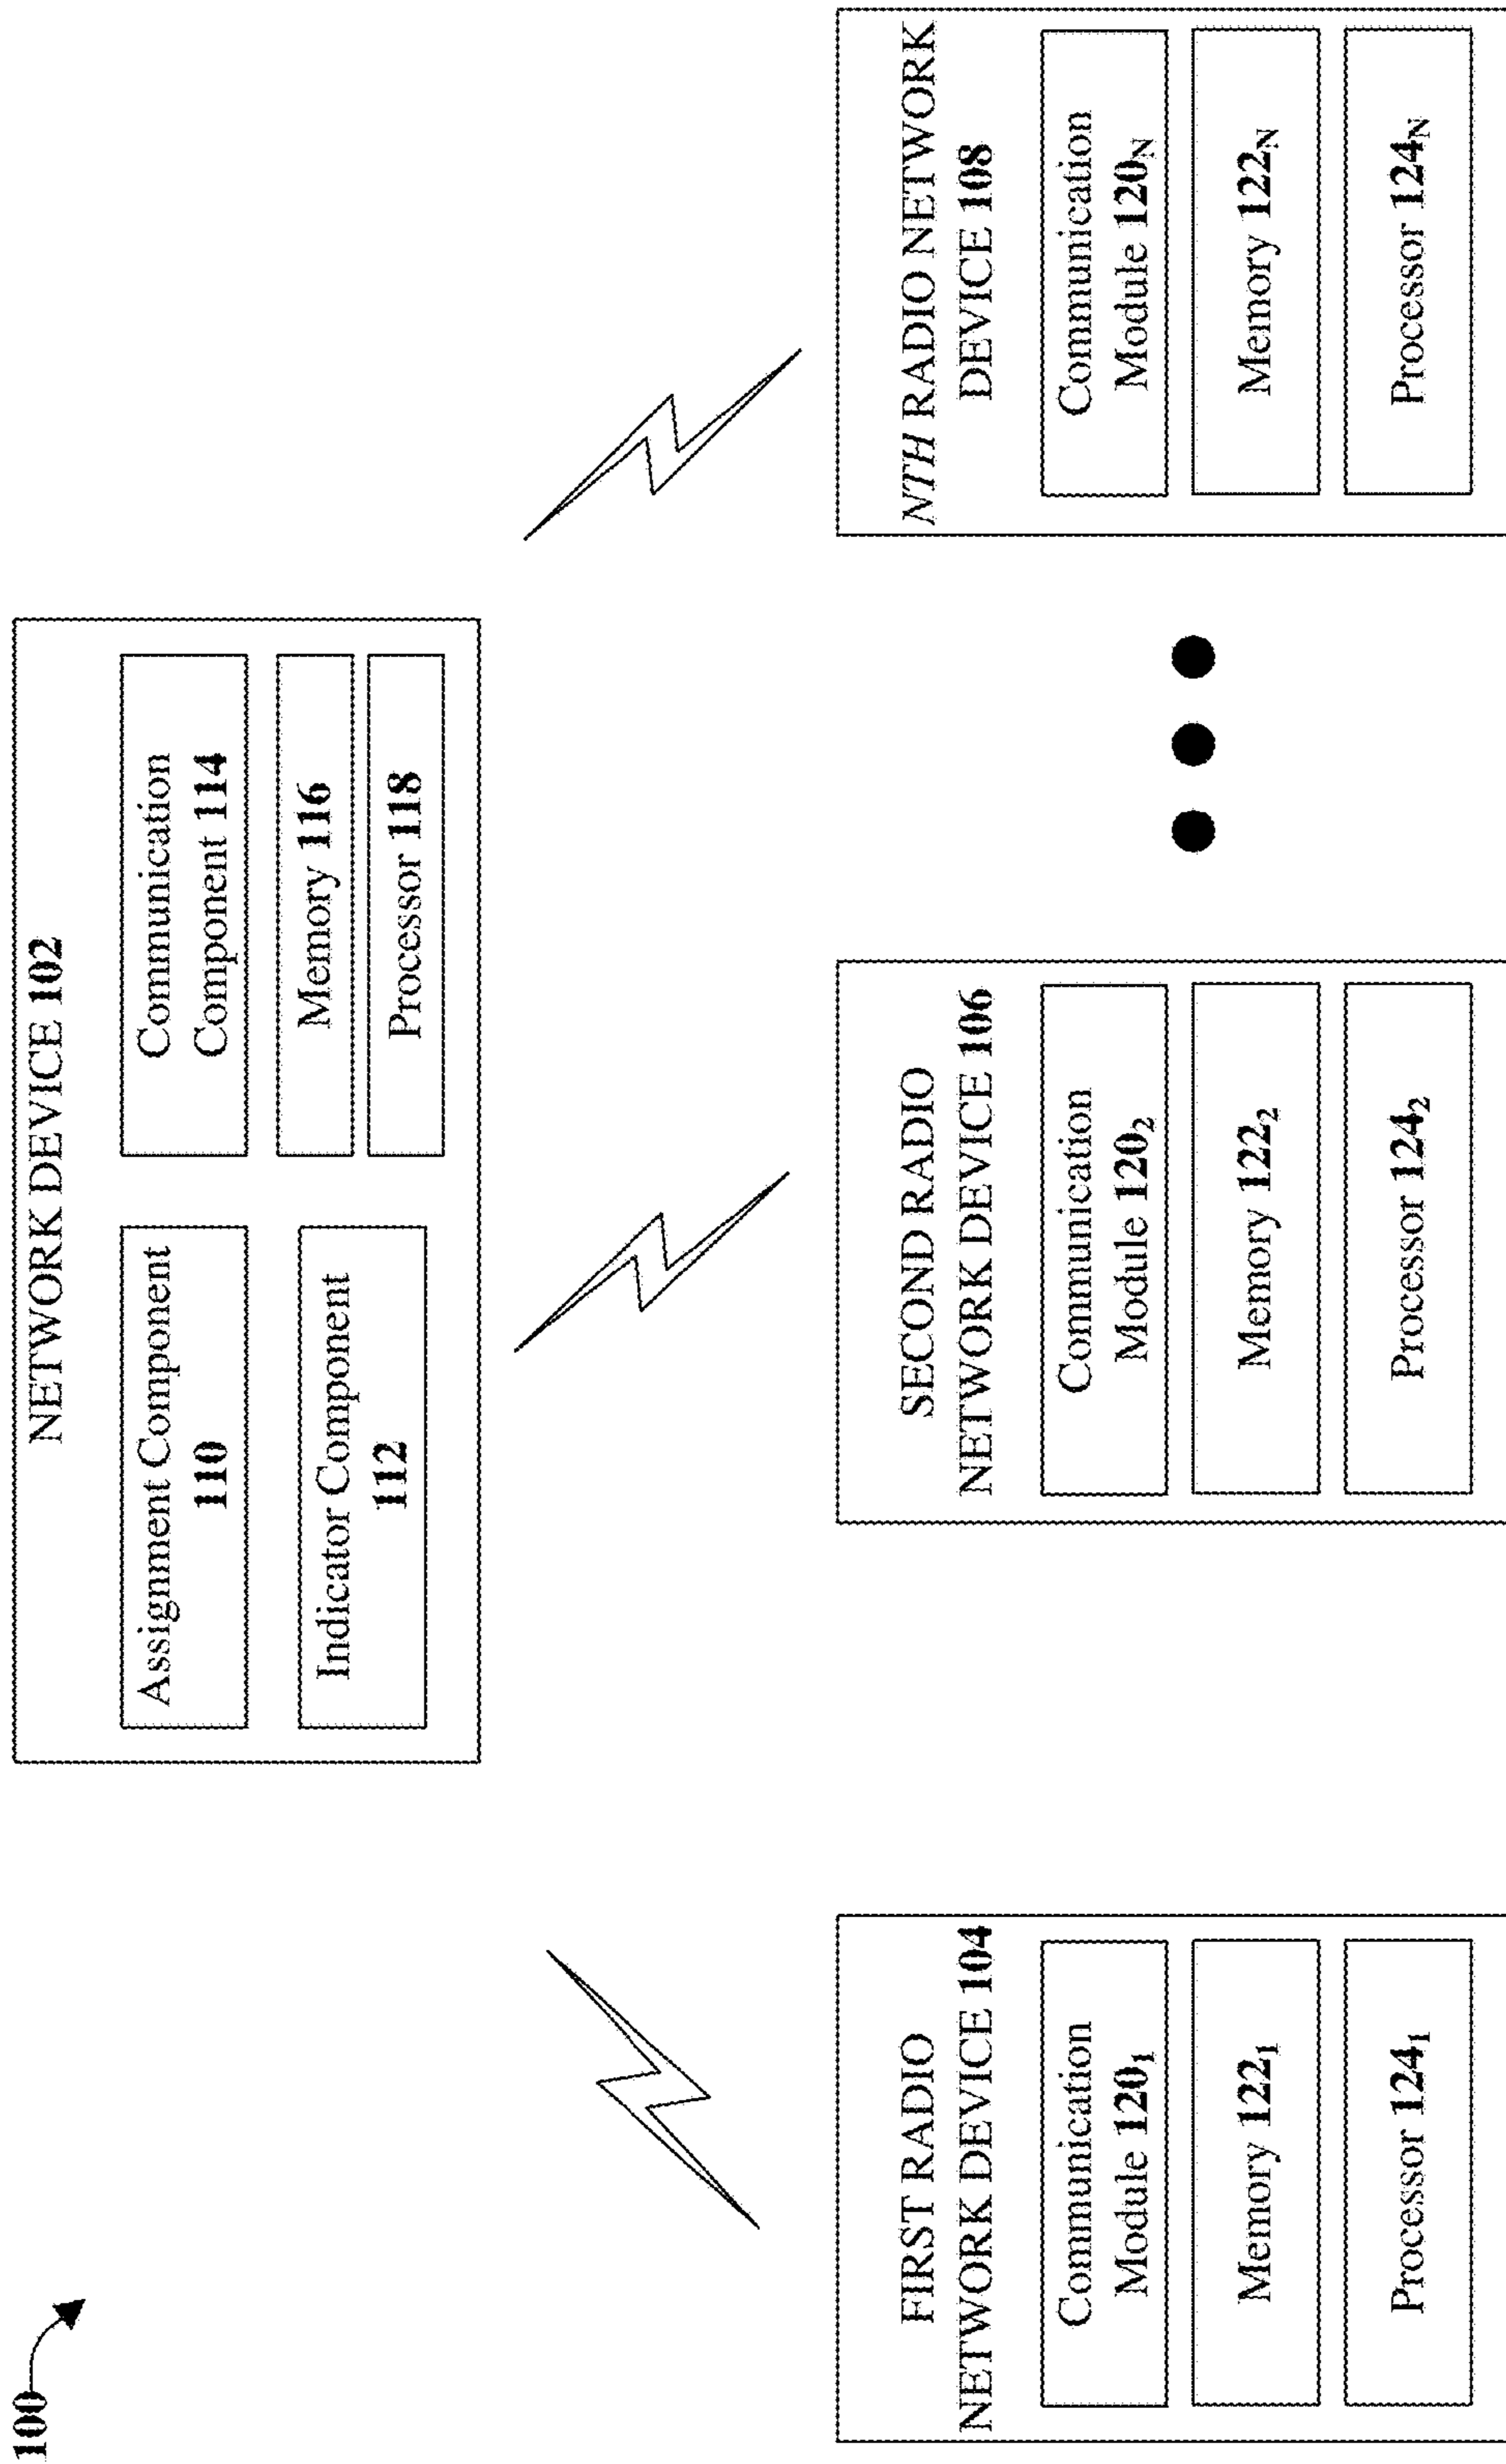 100
NETWORK DEVICE 102
Assignment Component
110
Indicator Component
112
Communication
Component 114
Memory 116
Processor 118
FIRST RADIO
NETWORK DEVICE 104
Communication
Module 120₁
Memory 122₁
Processor 124₁
SECOND RADIO
NETWORK DEVICE 106
Communication
Module 120₂
Memory 122₂
Processor 124₂
NTH RADIO NETWORK
DEVICE 108
Communication
Module 120N
Memory 122N
Processor 124N